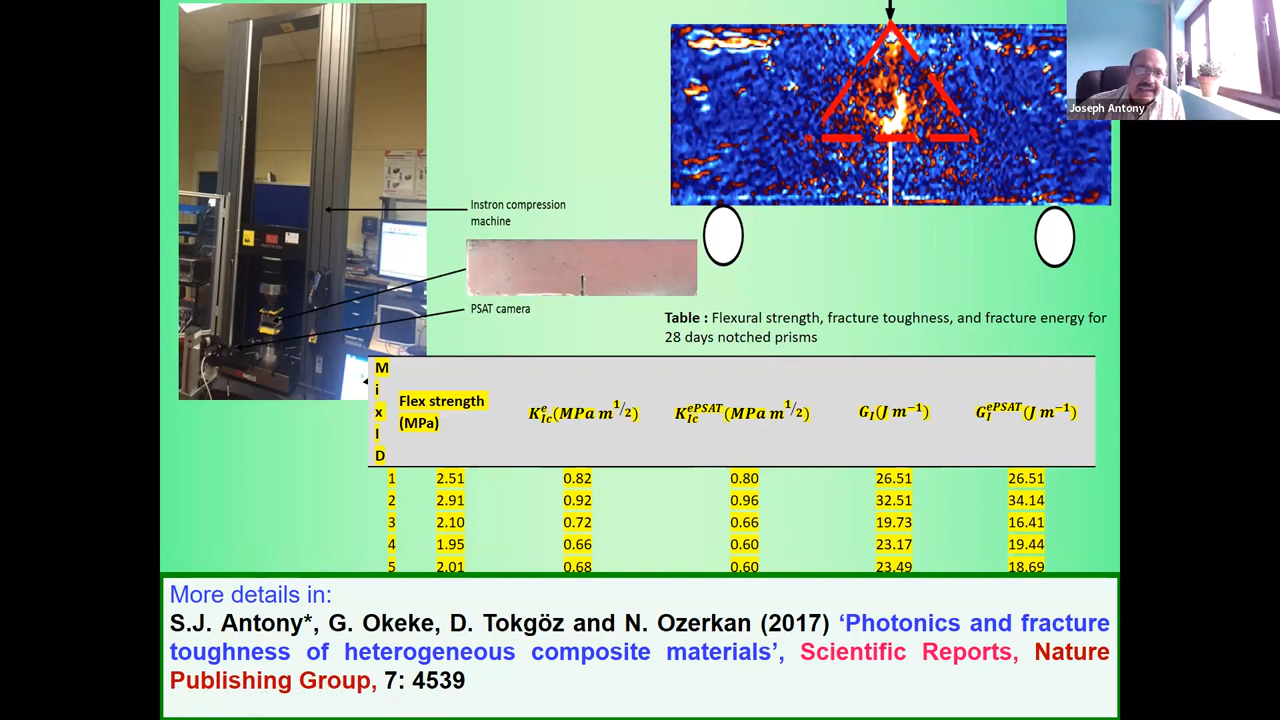 Joseph Antony
Instron compression
machine
PSAT camera
Table : Flexural strength, fracture toughness, and fracture energy for
28 days notched prisms
M
i
x
I
D
Flex strength
(MPa)
K_Ic^e(MPa m^1/2) K_Ic^ePSAT(MPa m^1/2) G_I(J m^−1) G_I^ePSAT(J m^−1)
1 2.51 0.82 0.80 26.51 26.51
2 2.91 0.92 0.96 32.51 34.14
3 2.10 0.72 0.66 19.73 16.41
4 1.95 0.66 0.60 23.17 19.44
5 2.01 0.68 0.60 23.49 18.69
More details in:
S.J. Antony*, G. Okeke, D. Tokgöz and N. Ozerkan (2017) ‘Photonics and fracture
toughness of heterogeneous composite materials’, Scientific Reports, Nature
Publishing Group, 7: 4539